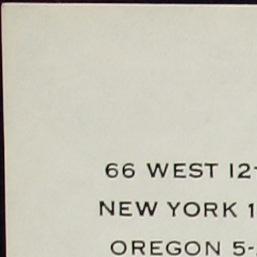 66 WEST 12
NEW YORK 1
OREGON 5-